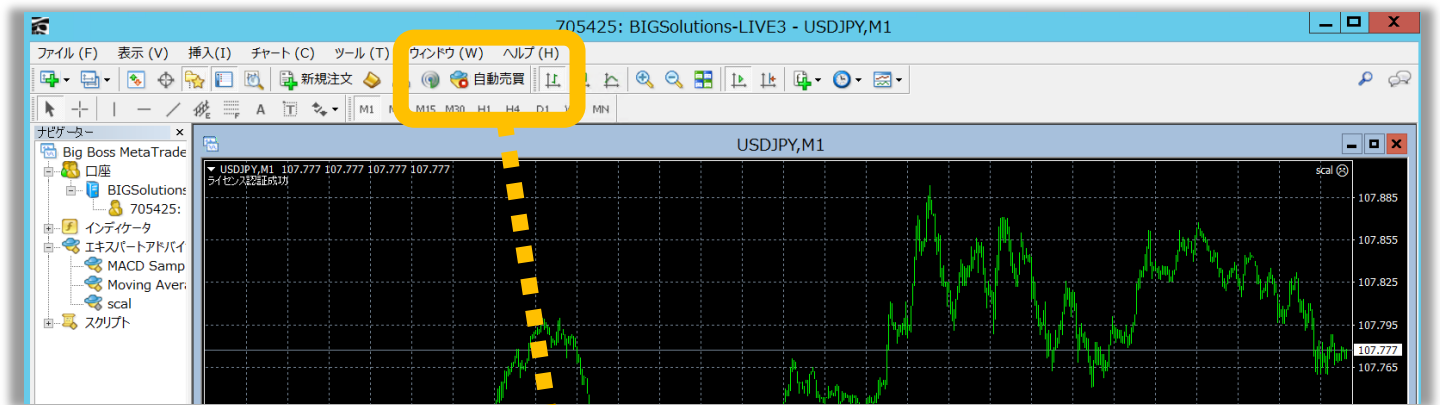 705425: BIGSolutions-LIVE3 - USDJPY,M1
ファイル (F) 表示 (V) 挿入(I) チャート (C) ツール (T) ウィンドウ (W) ヘルプ (H)
新規注文 自動売買
A T M1 M15 M30 H1 H4 D1 MN
ナビゲーター
USDJPY,M1
Big Boss MetaTrade
口座
BIGSolutions
705425:
インディケータ
エキスパートアドバイ
MACD Samp
Moving Avera
scal
スクリプト
USDJPY,M1 107.777 107.777 107.777 107.777
ライセンス認証成功
scal
107.885
107.855
107.825
107.795
107.777
107.765